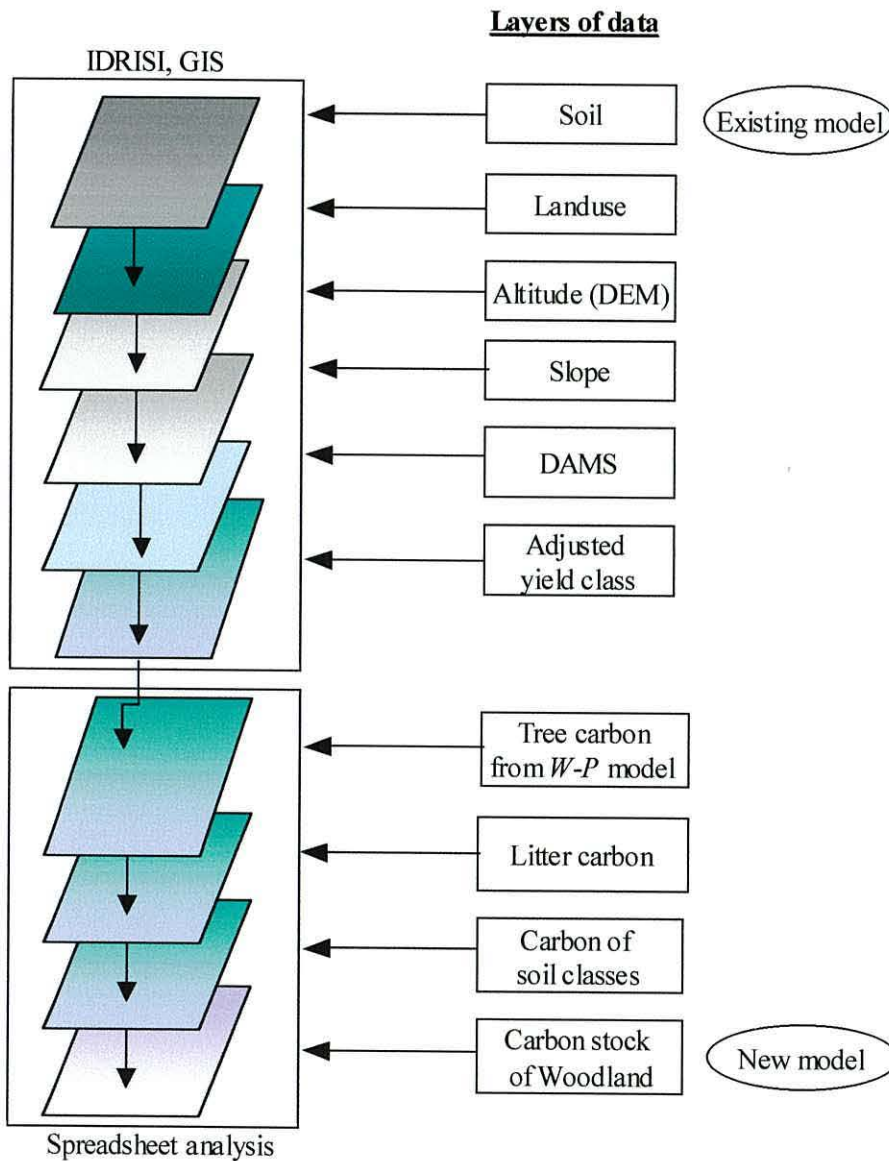 Layers of data
IDRISI, GIS
Soil
Existing model
Landuse
Altitude (DEM)
Slope
DAMS
Adjusted
yield class
Tree carbon
from W-P model
Litter carbon
Carbon of
soil classes
Carbon stock
of Woodland
New model
Spreadsheet analysis